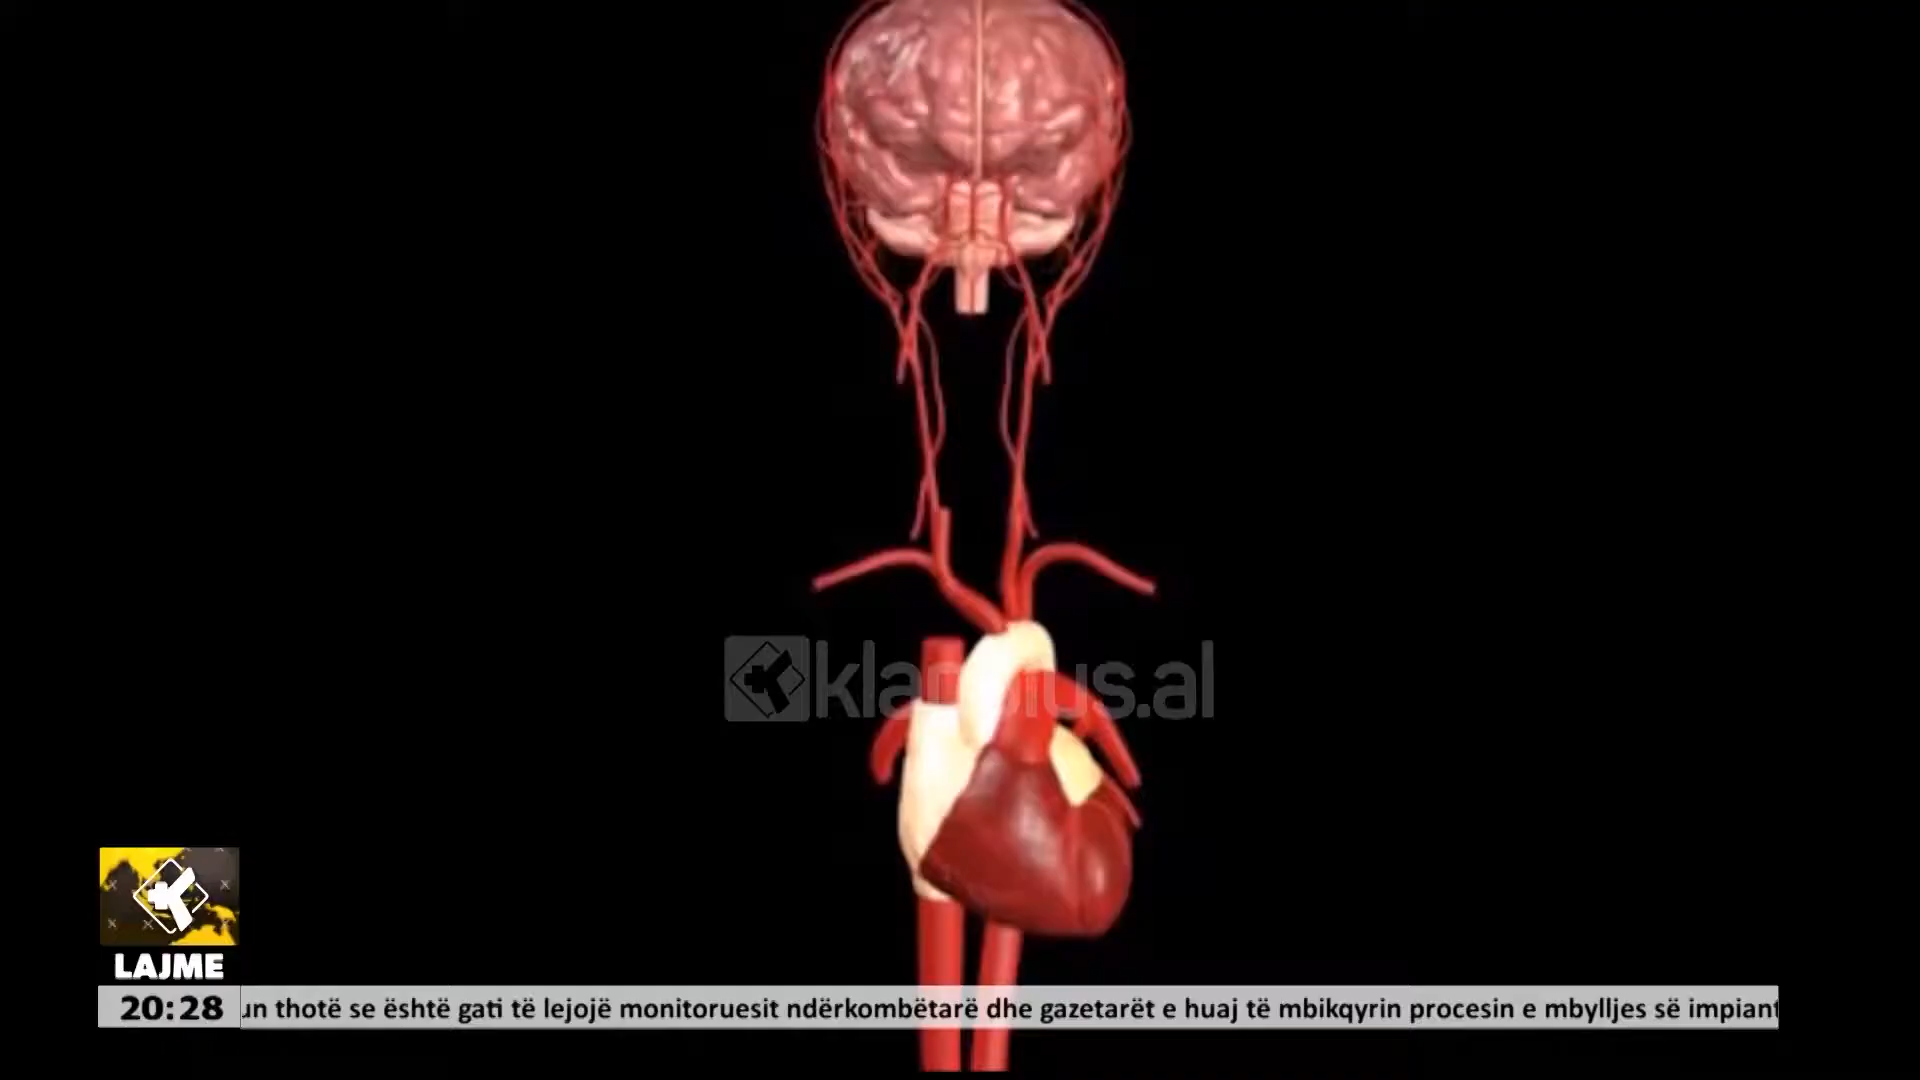 klanplus.al
LAJME
20:28
un thotë se është gati të lejojë monitoruesit ndërkombëtarë dhe gazetarët e huaj të mbikqyrin procesin e mbylljes së impiant